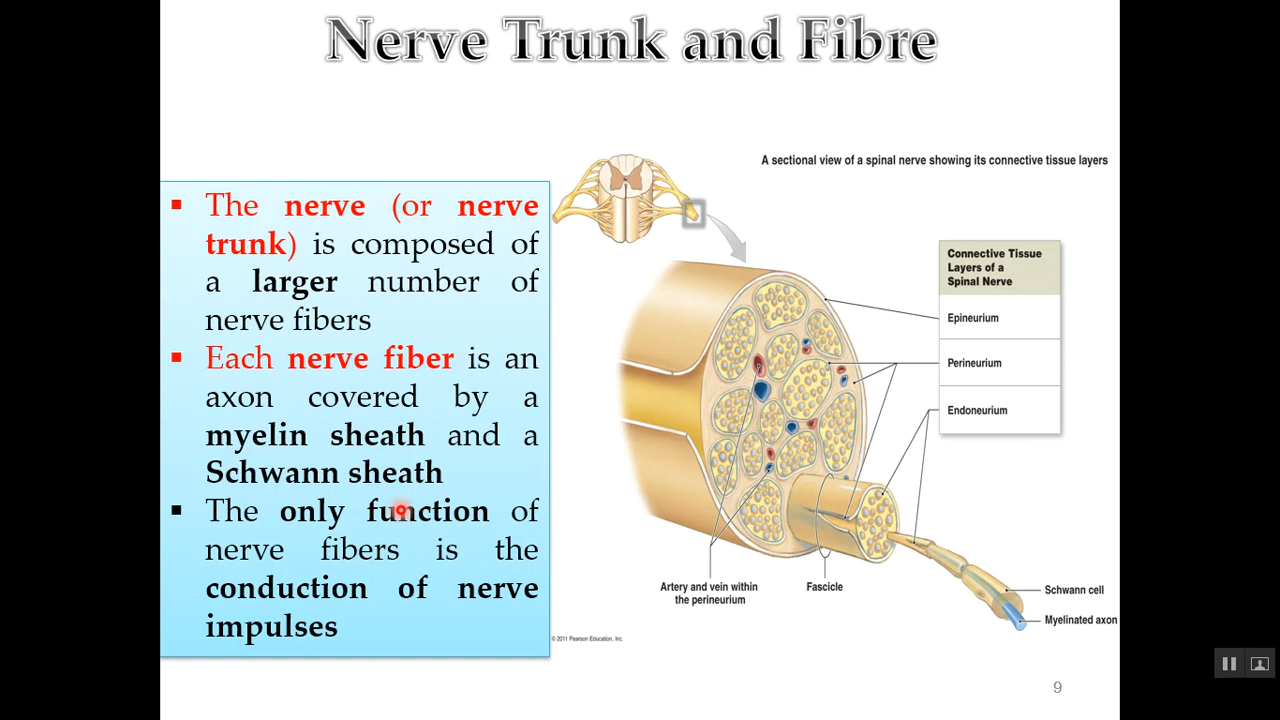 Nerve Trunk and Fibre
A sectional view of a spinal nerve showing its connective tissue layers
▪ The nerve (or nerve
trunk) is composed of
a larger number of
nerve fibers
▪ Each nerve fiber is an
axon covered by a
myelin sheath and a
Schwann sheath
▪ The only function of
nerve fibers is the
conduction of nerve
impulses
Connective Tissue
Layers of a
Spinal Nerve
Epineurium
Perineurium
Endoneurium
Artery and vein within
the perineurium
Fascicle
Schwann cell
Myelinated axon
© 2011 Pearson Education, Inc.
9